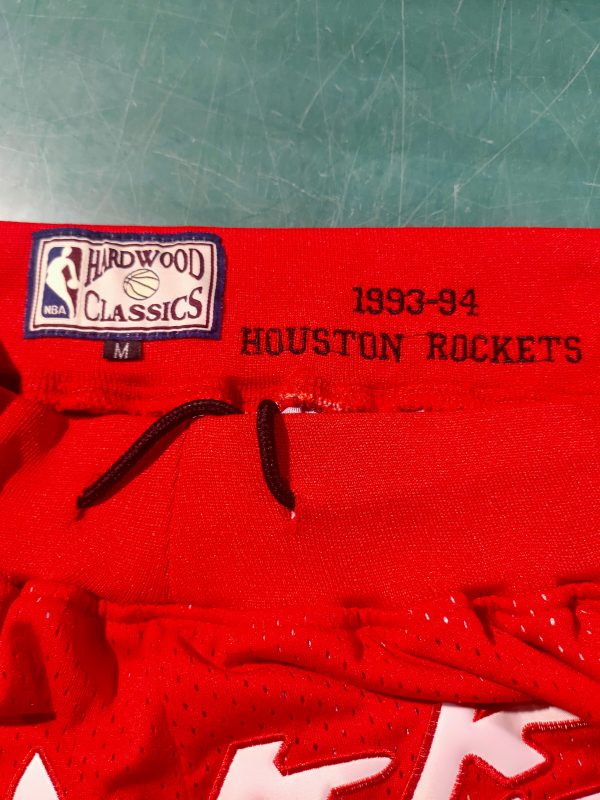 NBA
HARDWOOD
CLASSICS
M
1993-94
HOUSTON ROCKETS